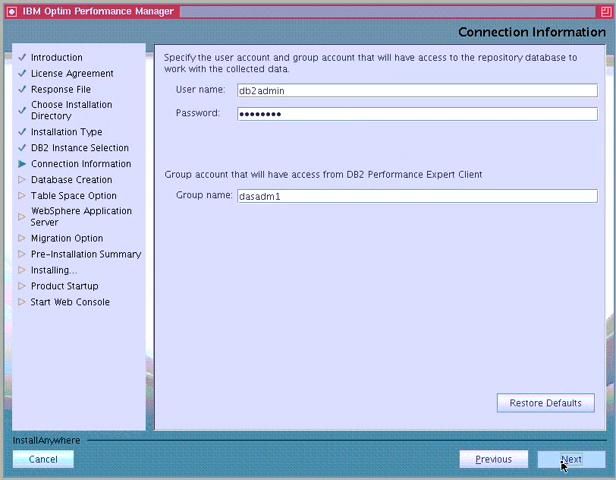 IBM Optim Performance Manager
Connection Information
Introduction
License Agreement
Response File
Choose Installation
Directory
Installation Type
DB2 Instance Selection
Connection Information
Database Creation
Table Space Option
WebSphere Application
Server
Migration Option
Pre-Installation Summary
Installing...
Product Startup
Start Web Console
Specify the user account and group account that will have access to the repository database to
work with the collected data.
User name: db2admin
Password: ••••••••
Group account that will have access from DB2 Performance Expert Client
Group name: dasadm1
Restore Defaults
InstallAnywhere
Cancel
Previous
Next